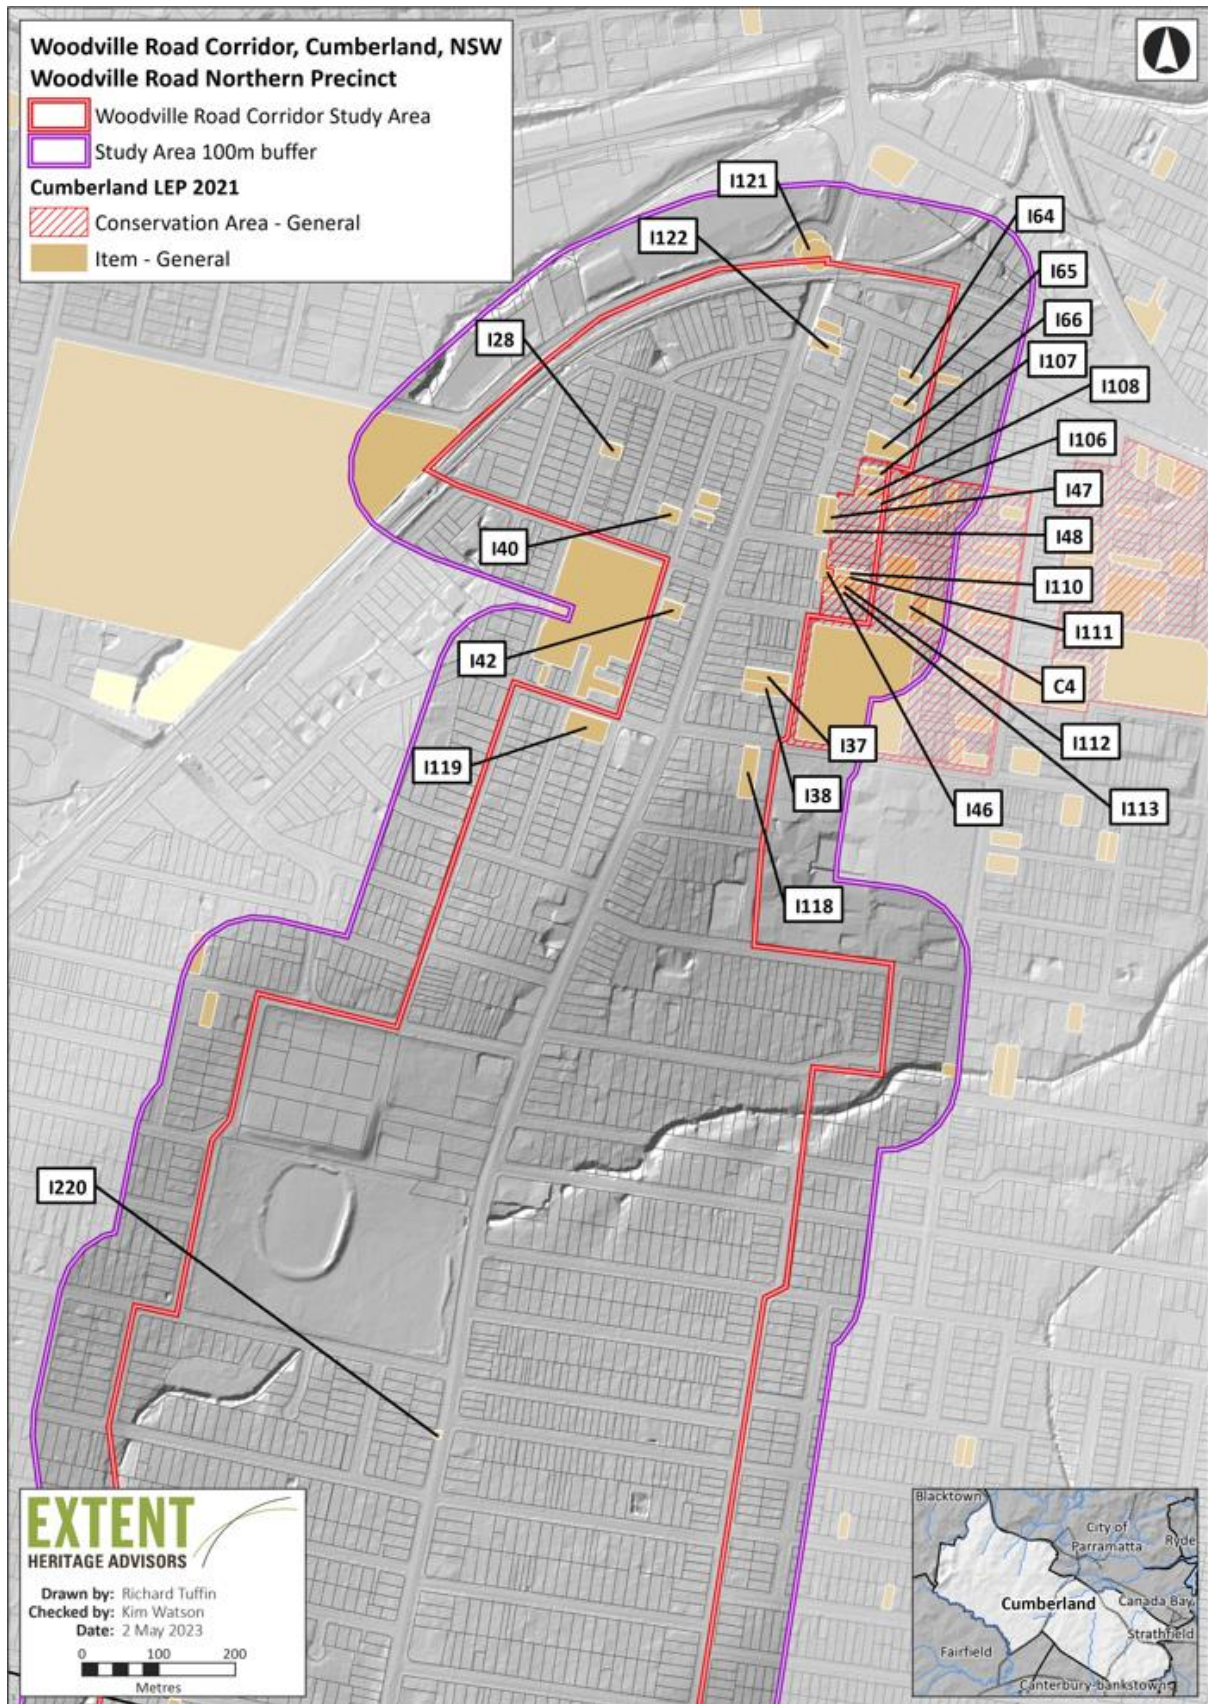 Woodville Road Corridor, Cumberland, NSW
Woodville Road Northern Precinct
Woodville Road Corridor Study Area
Study Area 100m buffer
Cumberland LEP 2021
Conservation Area - General
Item - General
I121
I122
I64
I65
I66
I107
I108
I106
I47
I48
I110
I111
C4
I112
I113
I28
I40
I42
I119
I37
I38
I46
I118
I220
EXTENT
HERITAGE ADVISORS
Drawn by: Richard Tuffin
Checked by: Kim Watson
Date: 2 May 2023
0 100 200
Metres
Blacktown
City of
Parramatta
Ryde
Cumberland
Canada Bay
Strathfield
Fairfield
Canterbury-bankstown